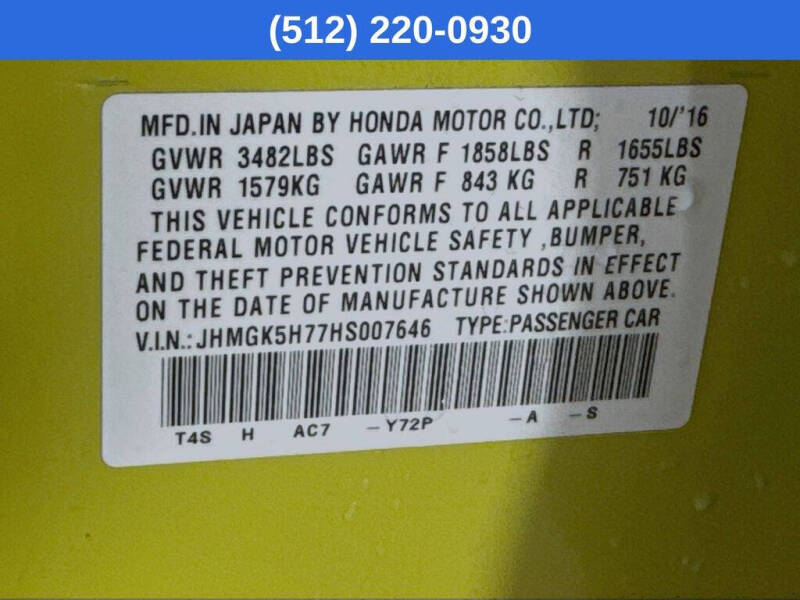 (512) 220-0930
MFD.IN JAPAN BY HONDA MOTOR CO.,LTD; 10/'16
GVWR 3482LBS GAWR F 1858LBS R 1655LBS
GVWR 1579KG GAWR F 843 KG R 751 KG
THIS VEHICLE CONFORMS TO ALL APPLICABLE
FEDERAL MOTOR VEHICLE SAFETY ,BUMPER,
AND THEFT PREVENTION STANDARDS IN EFFECT
ON THE DATE OF MANUFACTURE SHOWN ABOVE.
V.I.N.: JHMGK5H77HS007646 TYPE:PASSENGER CAR
T4S H AC7 -Y72P -A -S